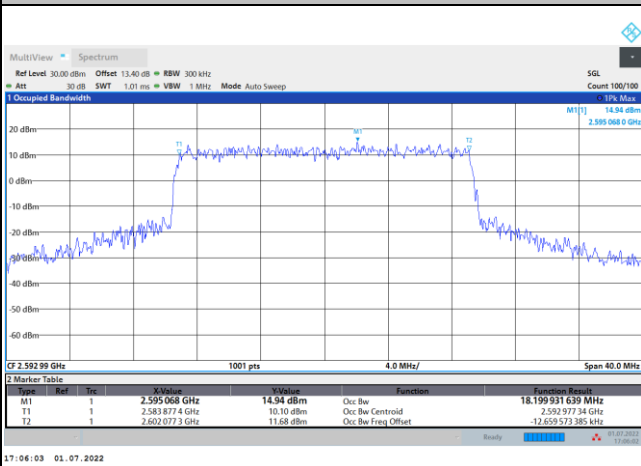 MultiView Spectrum
Ref Level 30.00 dBm Offset 13.40 dB RBW 300 kHz SGL
Att 30 dB SWT 1.01 ms VBW 1 MHz Mode Auto Sweep Count 100/100
1 Occupied Bandwidth 1Pk Max
M1[1] 14.94 dBm
2.595 068 0 GHz
20 dBm
T1 M1 T2
10 dBm
0 dBm
-10 dBm
-20 dBm
-30 dBm
-40 dBm
-50 dBm
-60 dBm
CF 2.592 99 GHz 1001 pts 4.0 MHz/ Span 40.0 MHz
2 Marker Table
Type Ref Trc X-Value Y-Value Function Function Result
M1 1 2.595 068 GHz 14.94 dBm Occ Bw 18.199 931 639 MHz
T1 1 2.583 877 4 GHz 10.10 dBm Occ Bw Centroid 2.592 977 34 GHz
T2 1 2.602 077 3 GHz 11.68 dBm Occ Bw Freq Offset -12.659 573 385 kHz
Ready 01.07.2022
17:06:02
17:06:03 01.07.2022